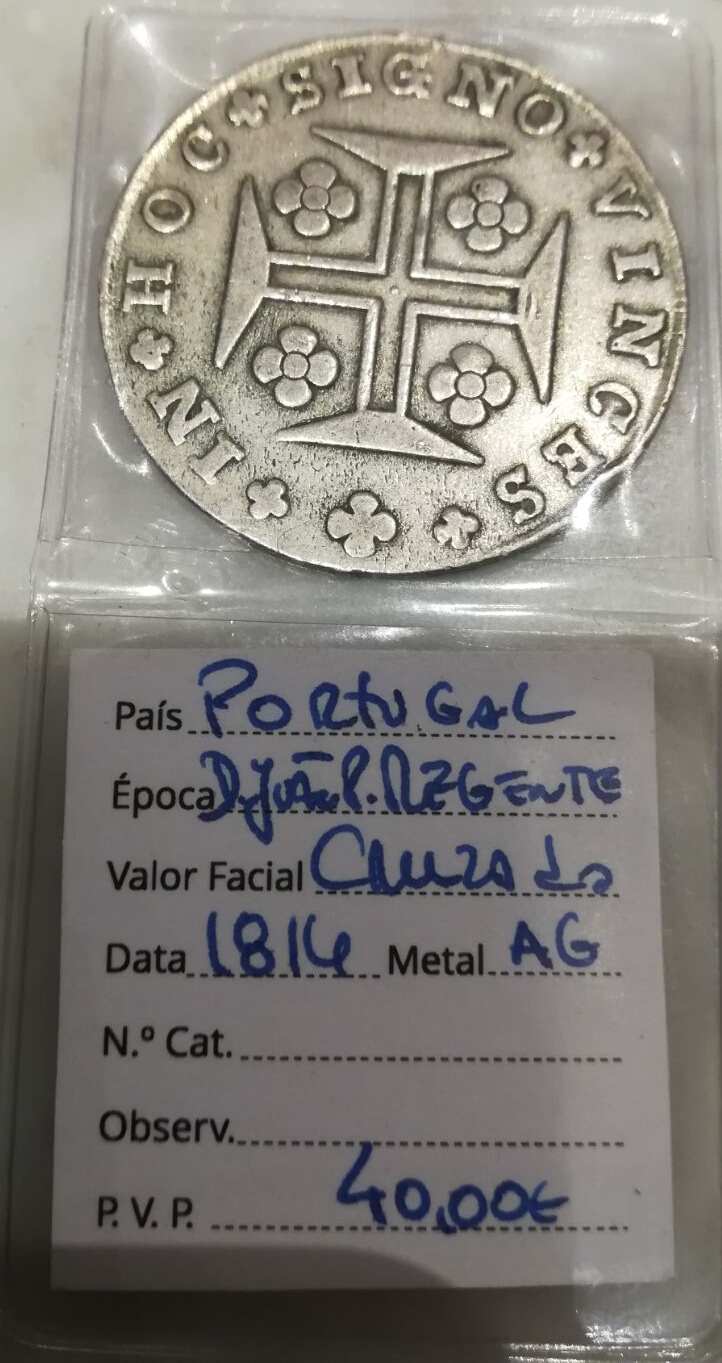 IN HOC SIGNO VINCES
País PORTUGAL
Época D. João P. REGENTE
Valor Facial Cruzado
Data 1814 Metal AG
N.º Cat.
Observ.
P. V. P. 40,00€